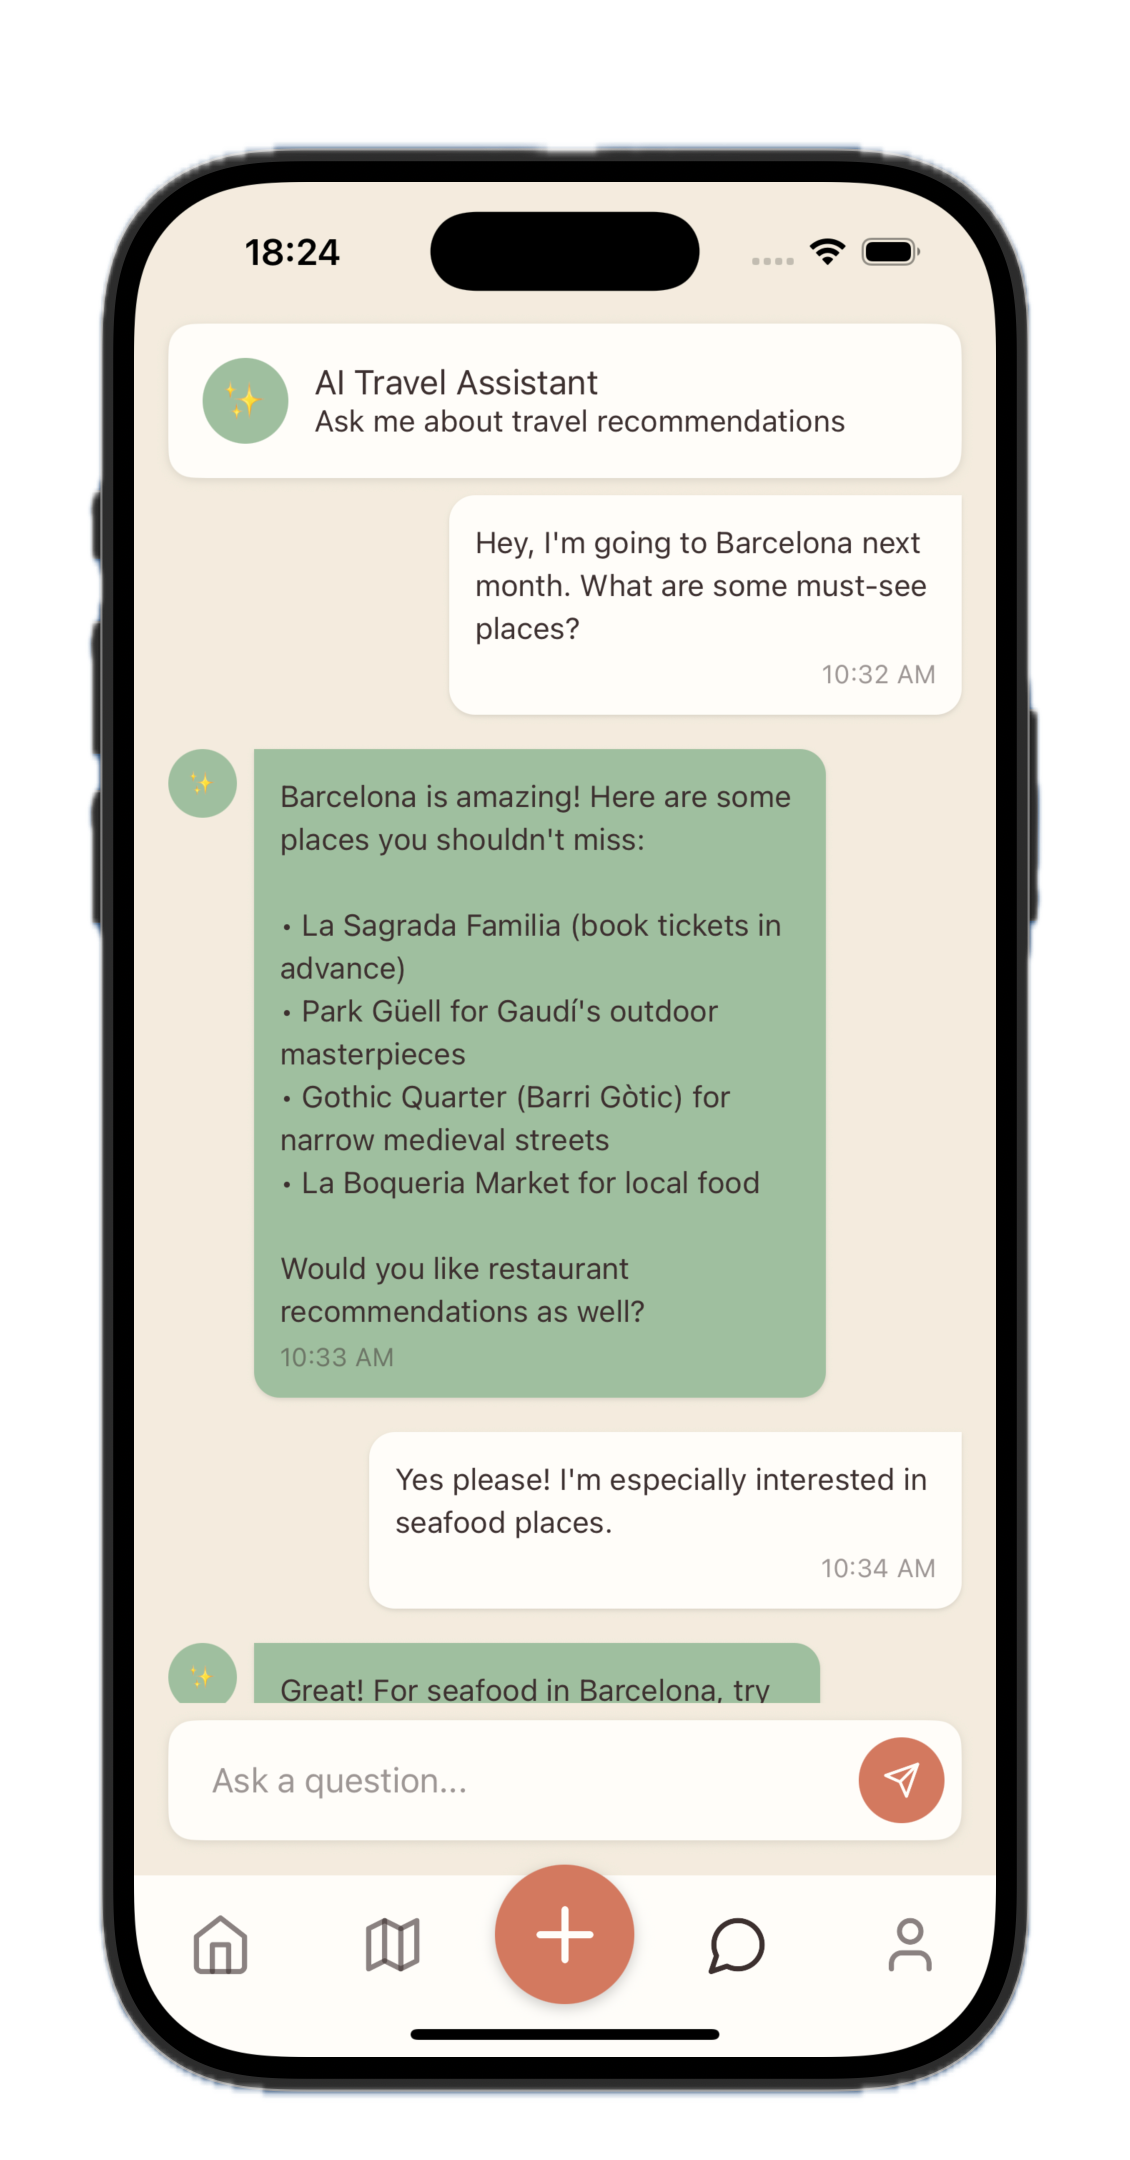 18:24
AI Travel Assistant
Ask me about travel recommendations
Hey, I'm going to Barcelona next
month. What are some must-see
places?
10:32 AM
Barcelona is amazing! Here are some
places you shouldn't miss:
• La Sagrada Familia (book tickets in
advance)
• Park Güell for Gaudí's outdoor
masterpieces
• Gothic Quarter (Barri Gòtic) for
narrow medieval streets
• La Boqueria Market for local food
Would you like restaurant
recommendations as well?
10:33 AM
Yes please! I'm especially interested in
seafood places.
10:34 AM
Great! For seafood in Barcelona, try
Ask a question...